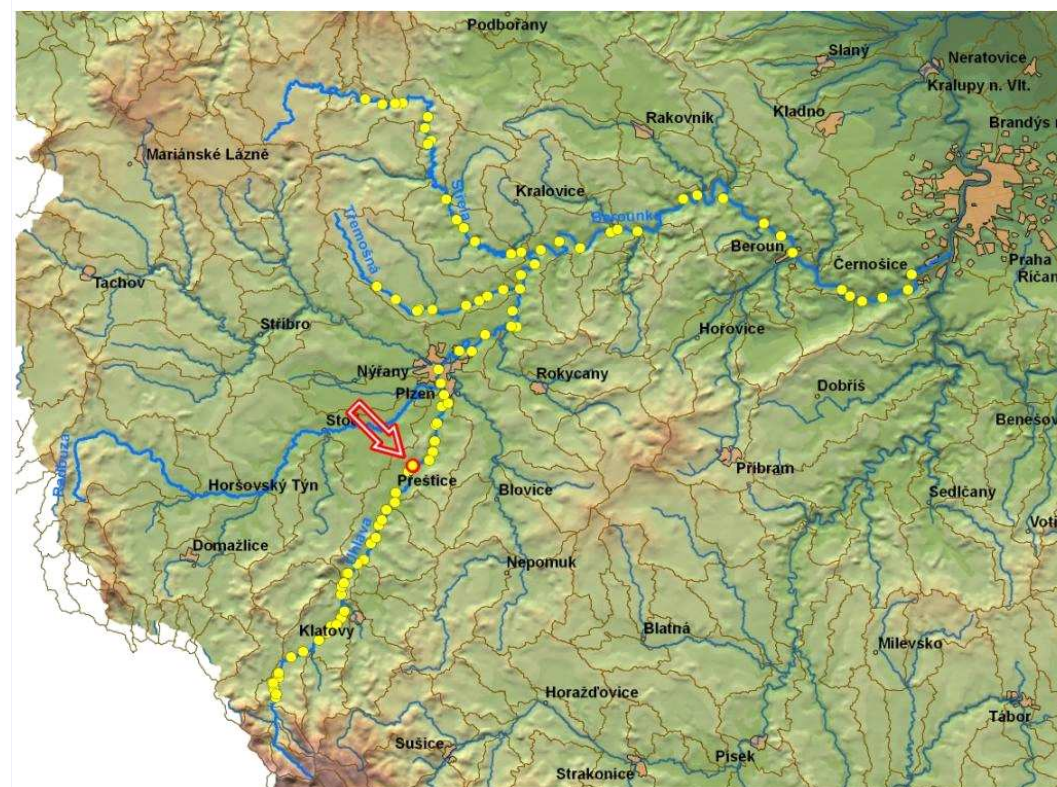 Podbořany
Slaný
Neratovice
Kralupy n. Vlt.
Kladno
Rakovník
Brandýs n
Mariánské Lázně
Kralovice
Střela
Berounka
Třemošná
Beroun
Černošice
Praha
Říčan
Tachov
Stříbro
Hořovice
Nýřany
Rokycany
Plzeň
Dobříš
Benešov
Radbuza
Příbram
Přeštice
Horšovský Týn
Blovice
Sedlčany
Voti
Úhlava
Domažlice
Nepomuk
Klatovy
Blatná
Milevsko
Horažďovice
Tábor
Sušice
Písek
Strakonice